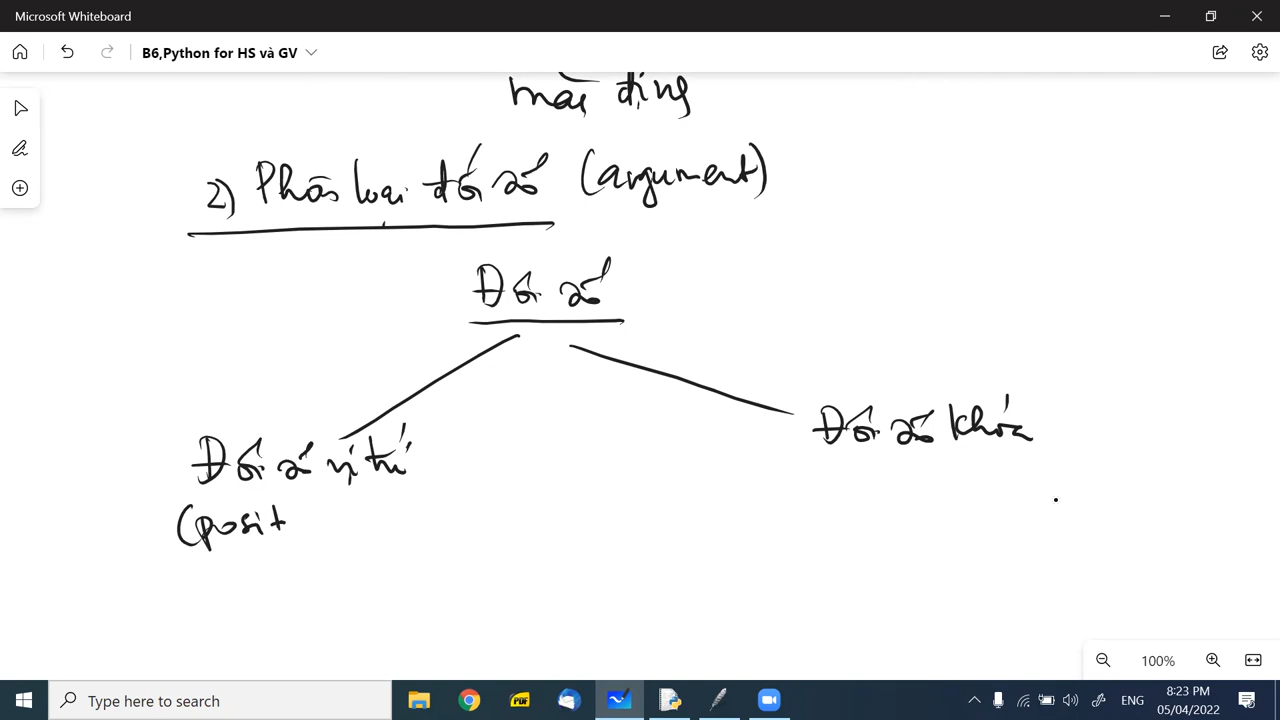 Microsoft Whiteboard
B6,Python for HS và GV
mặc định
2) Phân loại đối số (argument)
Đối số
Đối số vị trí
Đối số khóa
(posit
100%
Type here to search
ENG
8:23 PM
05/04/2022
PDF